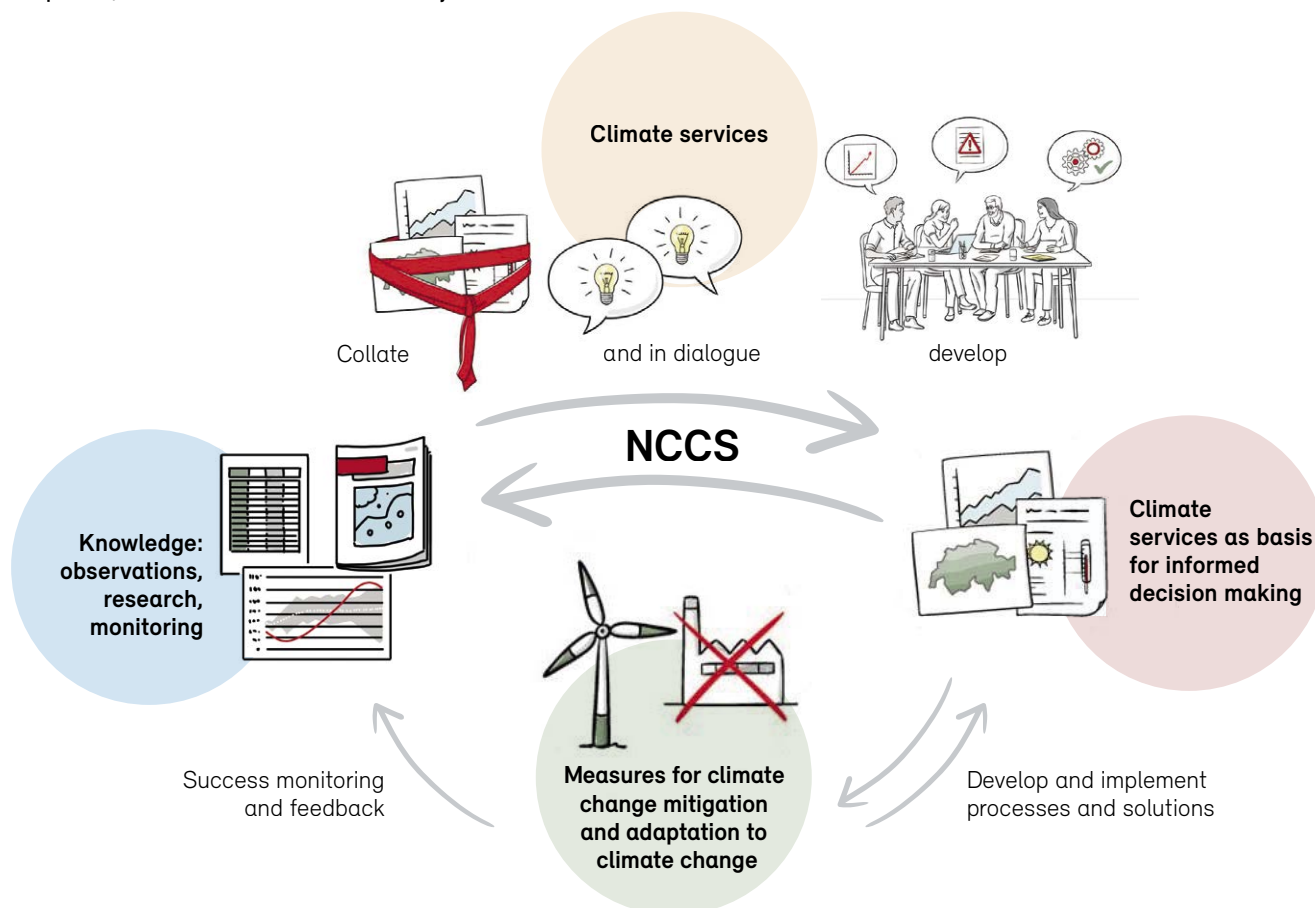 Climate services
Collate
and in dialogue
develop
NCCS
Knowledge:
observations,
research,
monitoring
Climate
services as basis
for informed
decision making
Success monitoring
and feedback
Measures for climate
change mitigation
and adaptation to
climate change
Develop and implement
processes and solutions